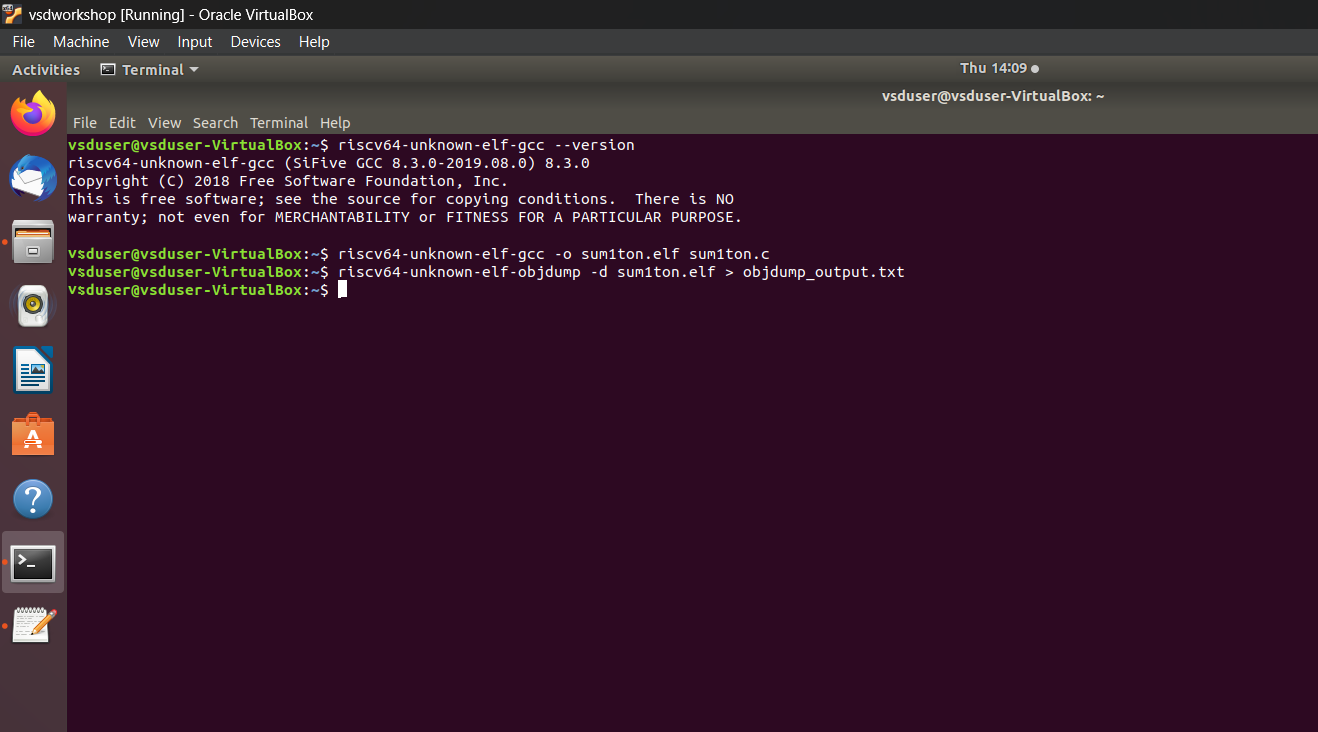 vsdworkshop [Running] - Oracle VirtualBox
File Machine View Input Devices Help
Activities Terminal Thu 14:09
vsduser@vsduser-VirtualBox: ~
File Edit View Search Terminal Help
vsduser@vsduser-VirtualBox:~$ riscv64-unknown-elf-gcc --version
riscv64-unknown-elf-gcc (SiFive GCC 8.3.0-2019.08.0) 8.3.0
Copyright (C) 2018 Free Software Foundation, Inc.
This is free software; see the source for copying conditions.  There is NO
warranty; not even for MERCHANTABILITY or FITNESS FOR A PARTICULAR PURPOSE.
vsduser@vsduser-VirtualBox:~$ riscv64-unknown-elf-gcc -o sum1ton.elf sum1ton.c
vsduser@vsduser-VirtualBox:~$ riscv64-unknown-elf-objdump -d sum1ton.elf > objdump_output.txt
vsduser@vsduser-VirtualBox:~$